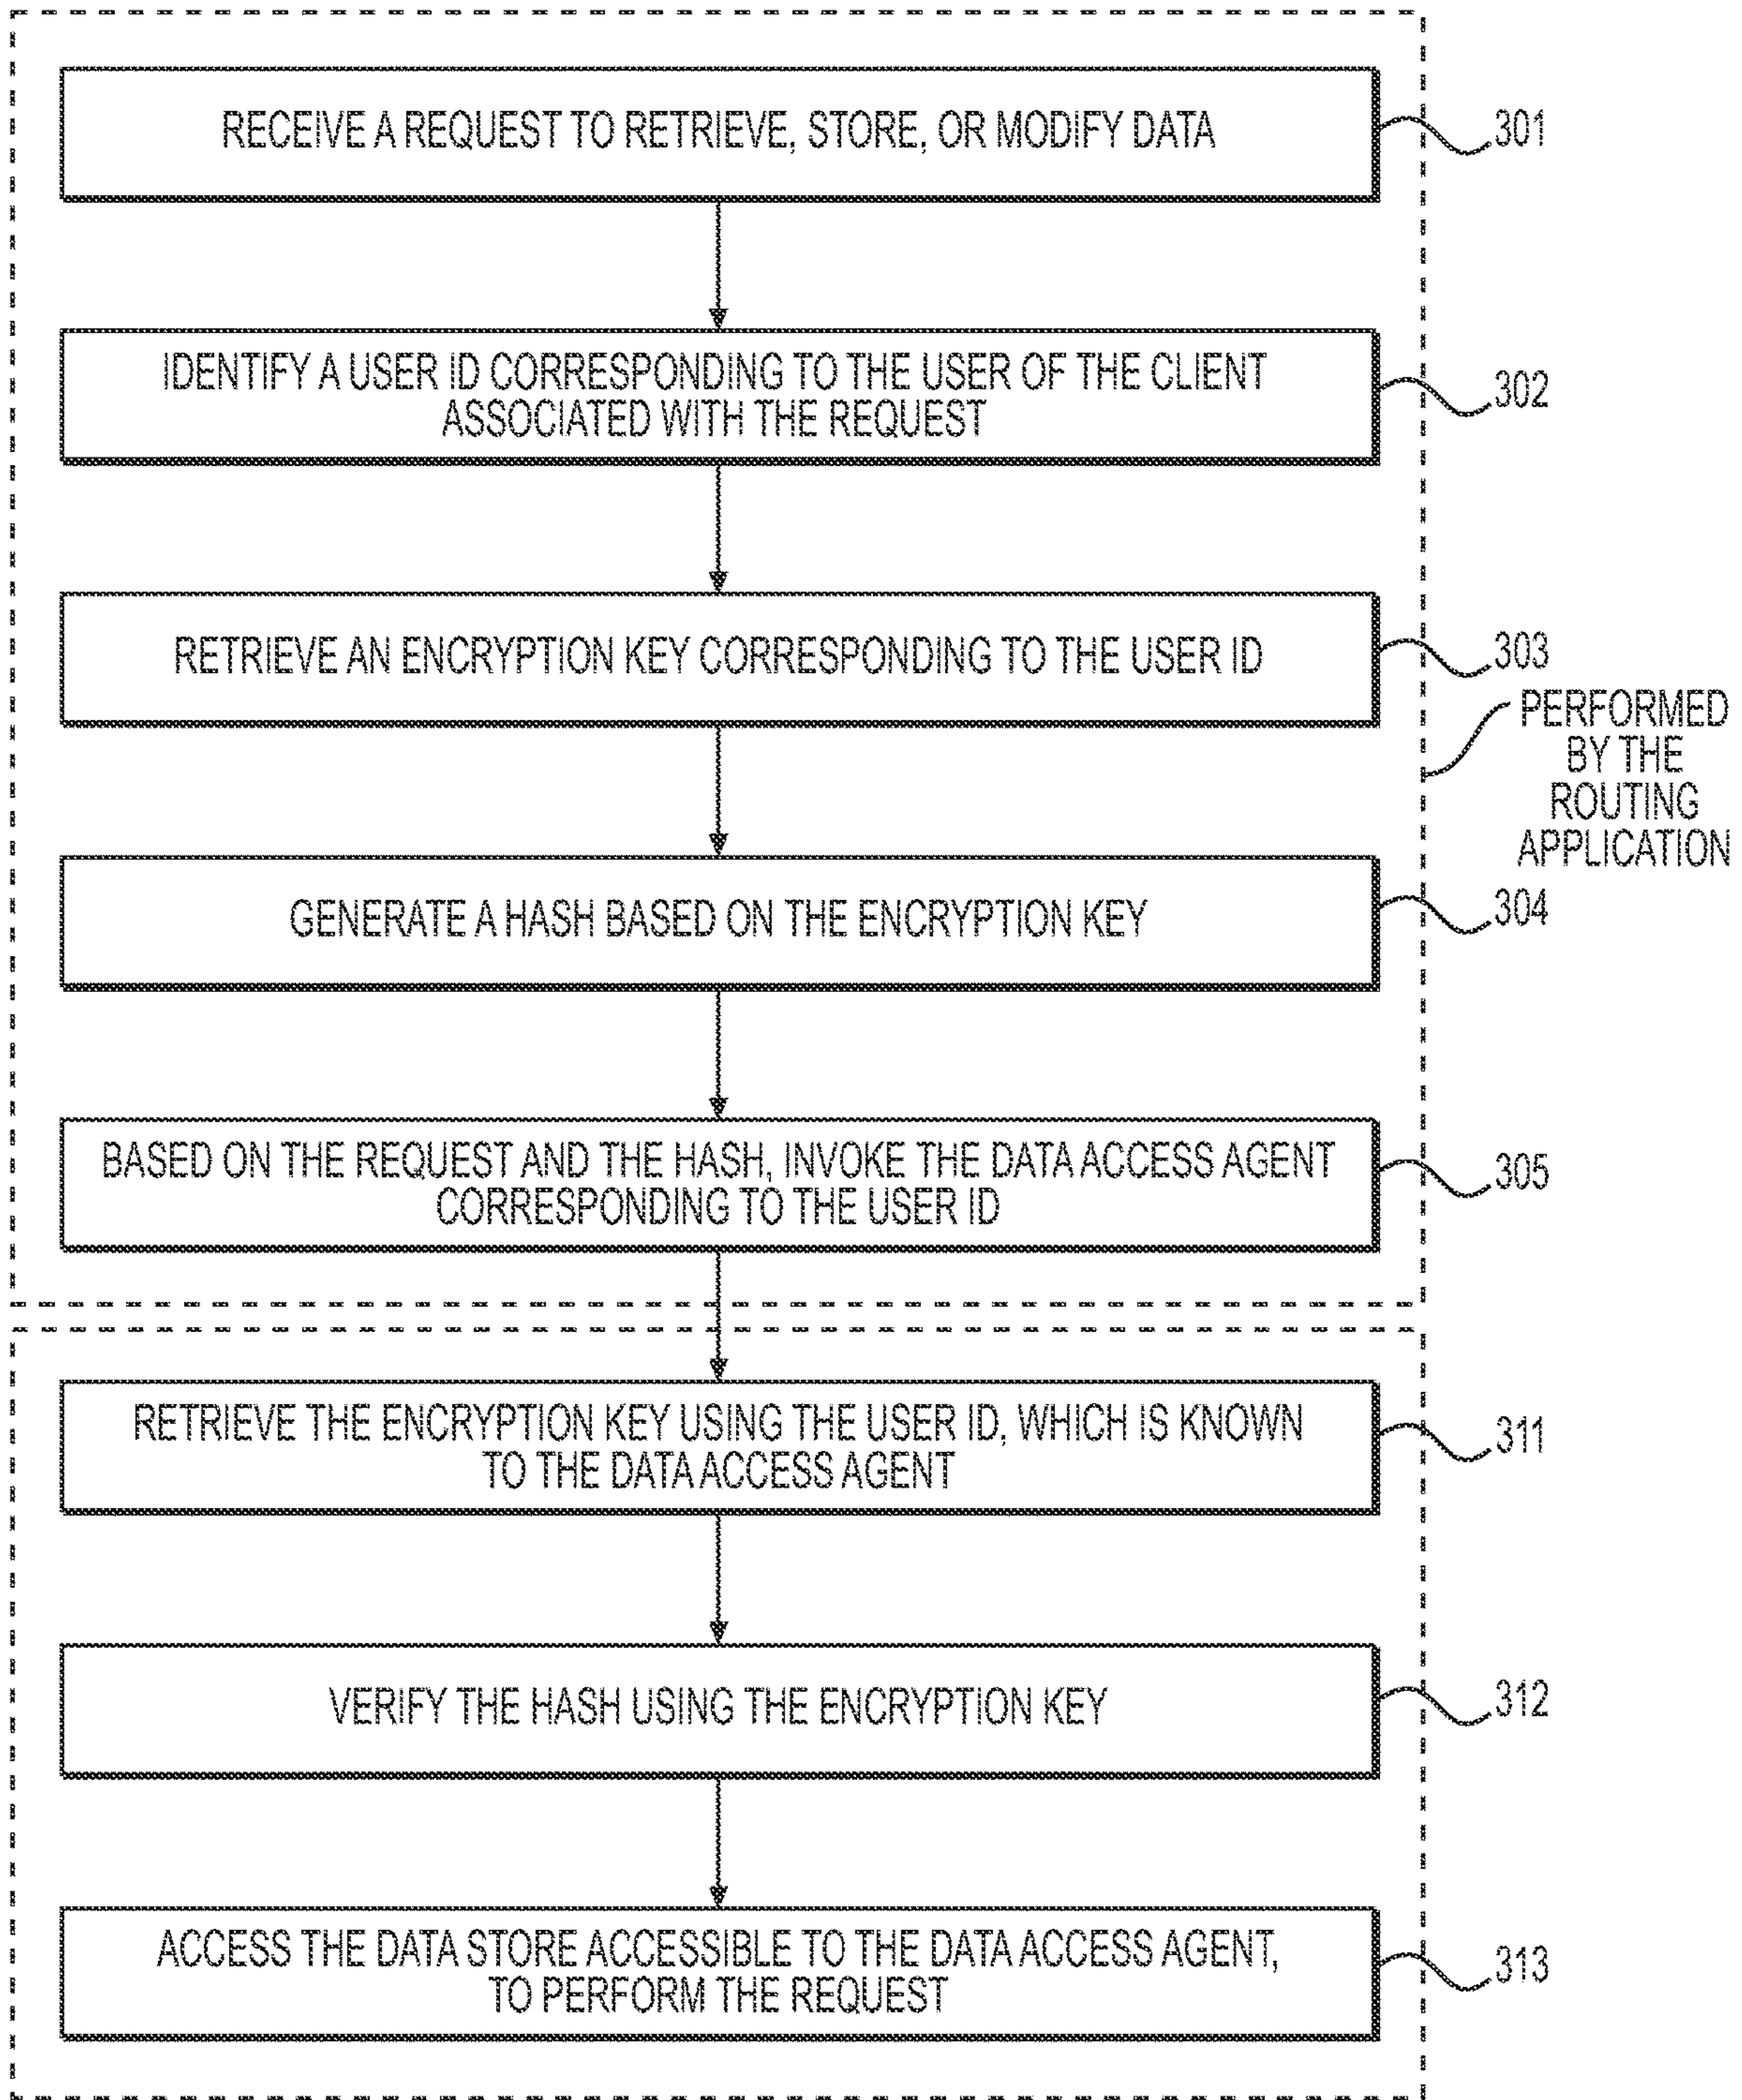 RECEIVE A REQUEST TO RETRIEVE, STORE, OR MODIFY DATA
301
IDENTIFY A USER ID CORRESPONDING TO THE USER OF THE CLIENT
ASSOCIATED WITH THE REQUEST
302
RETRIEVE AN ENCRYPTION KEY CORRESPONDING TO THE USER ID
303
PERFORMED
BY THE
ROUTING
APPLICATION
GENERATE A HASH BASED ON THE ENCRYPTION KEY
304
BASED ON THE REQUEST AND THE HASH, INVOKE THE DATA ACCESS AGENT
CORRESPONDING TO THE USER ID
305
RETRIEVE THE ENCRYPTION KEY USING THE USER ID, WHICH IS KNOWN
TO THE DATA ACCESS AGENT
311
VERIFY THE HASH USING THE ENCRYPTION KEY
312
ACCESS THE DATA STORE ACCESSIBLE TO THE DATA ACCESS AGENT,
TO PERFORM THE REQUEST
313